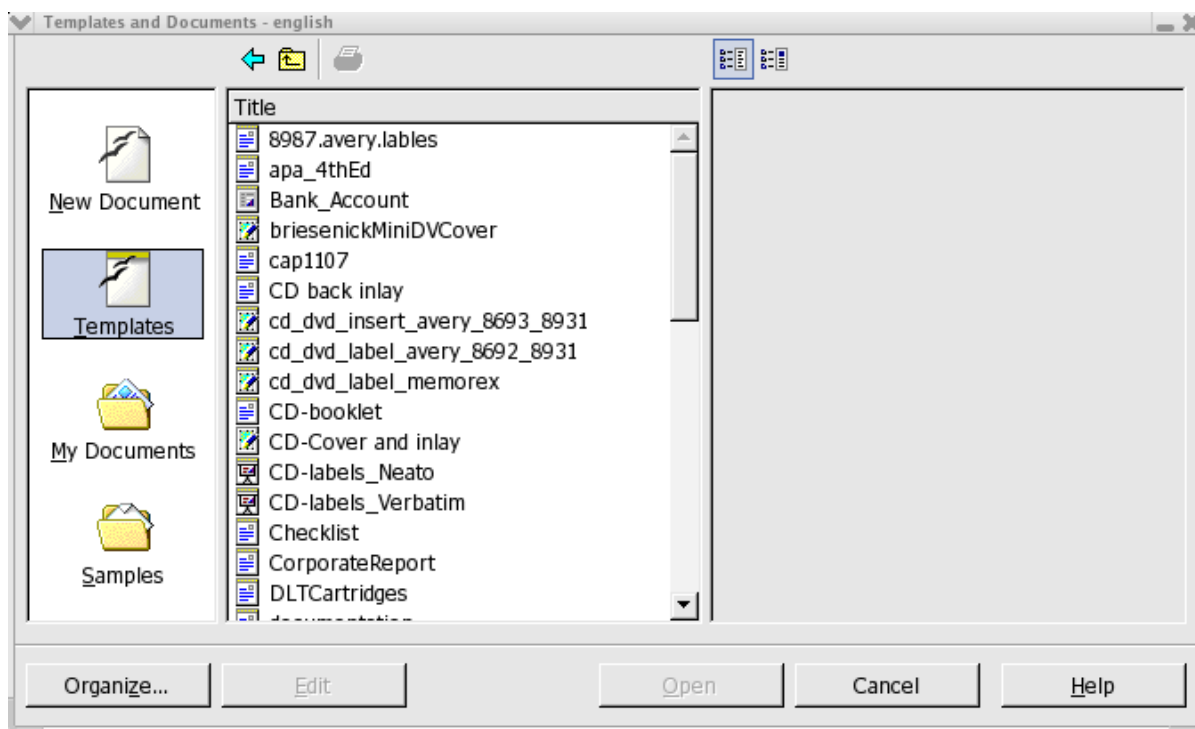 Templates and Documents - english
New Document
Templates
My Documents
Samples
Title
8987.avery.lables
apa_4thEd
Bank_Account
briesenickMiniDVCover
cap1107
CD back inlay
cd_dvd_insert_avery_8693_8931
cd_dvd_label_avery_8692_8931
cd_dvd_label_memorex
CD-booklet
CD-Cover and inlay
CD-labels_Neato
CD-labels_Verbatim
Checklist
CorporateReport
DLTCartridges
documentation
Organize...
Edit
Open
Cancel
Help